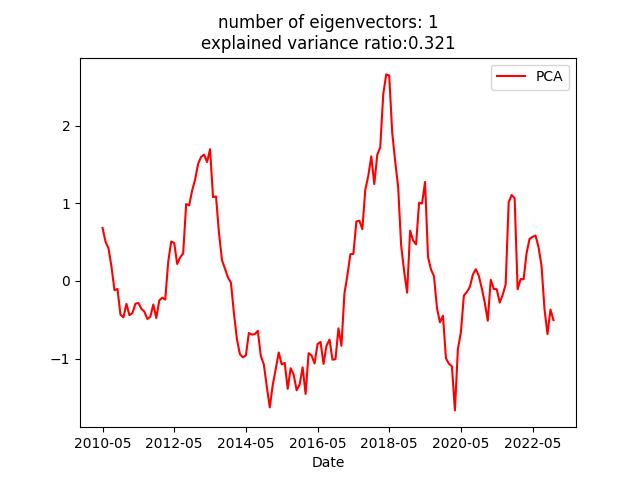 number of eigenvectors: 1
explained variance ratio:0.321
PCA
2
1
0
−1
2010-05 2012-05 2014-05 2016-05 2018-05 2020-05 2022-05
Date